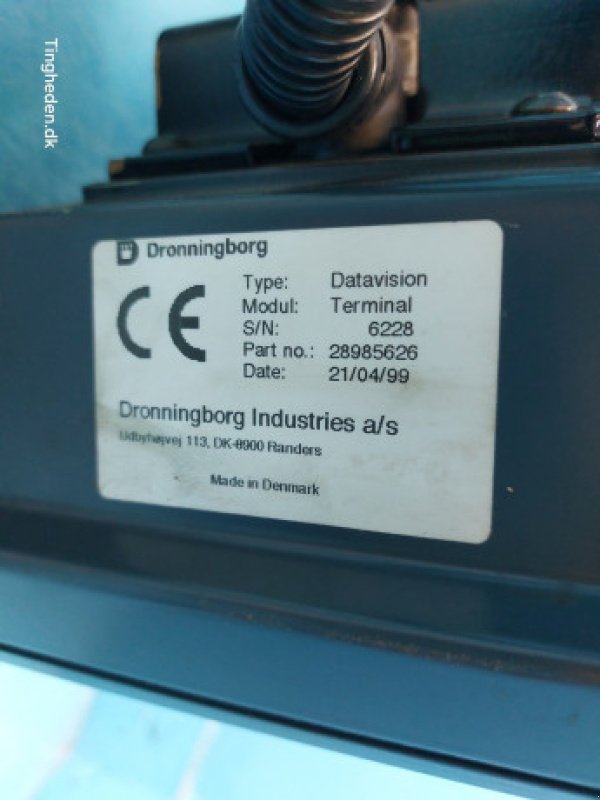 Tingheden.dk
Dronningborg
CE
Type: Datavision
Modul: Terminal
S/N: 6228
Part no.: 28985626
Date: 21/04/99
Dronningborg Industries a/s
Udbyhøjvej 113, DK-8900 Randers
Made in Denmark